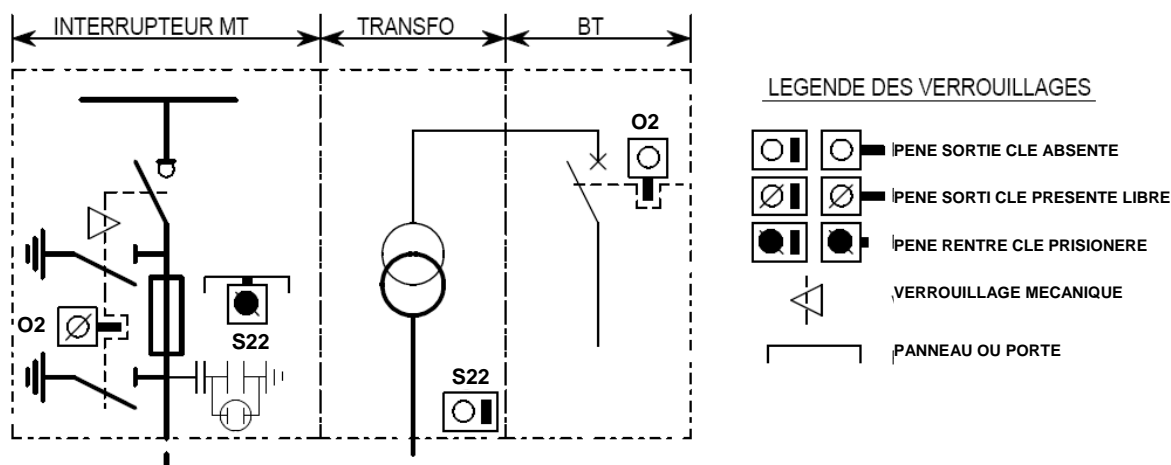 INTERRUPTEUR MT
TRANSFO
BT
O2
O2
S22
S22
LEGENDE DES VERROUILLAGES
PENE SORTIE CLE ABSENTE
PENE SORTI CLE PRESENTE LIBRE
PENE RENTRE CLE PRISIONERE
VERROUILLAGE MECANIQUE
PANNEAU OU PORTE